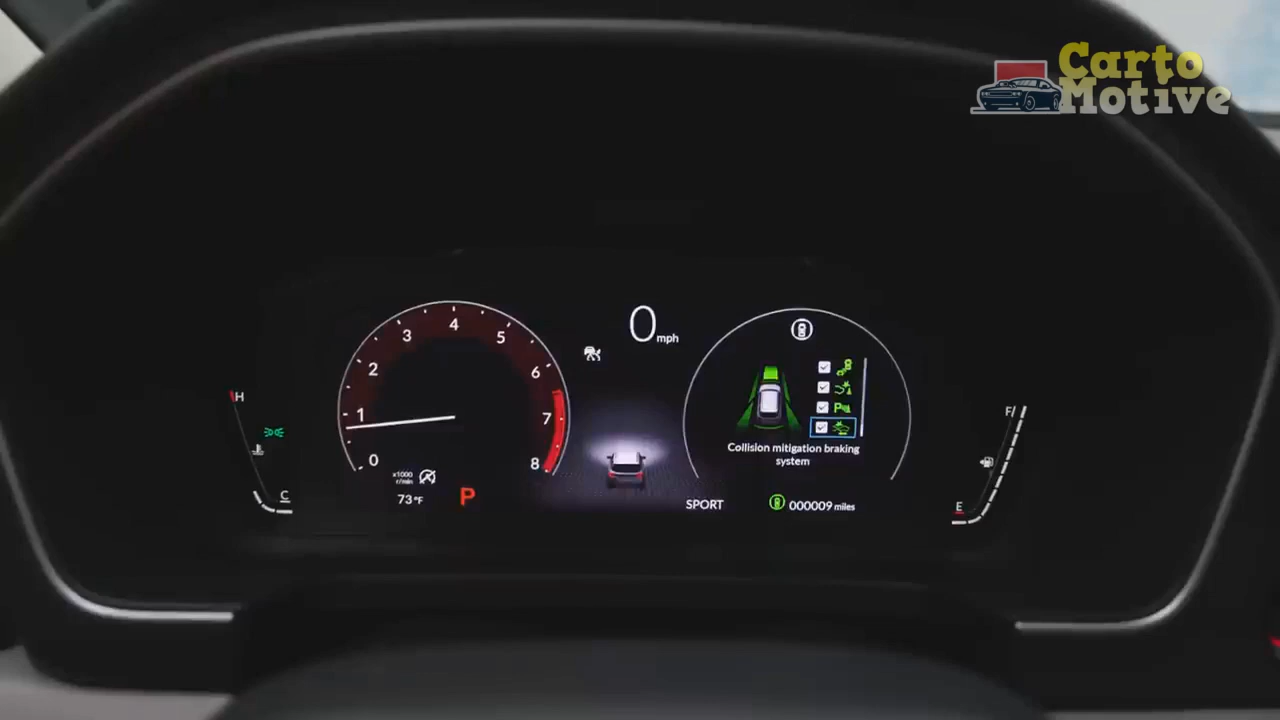 Carto
Motive
0 mph
0
1
2
3
4
5
6
7
8
x1000
r/min
73 °F
P
H
C
Collision mitigation braking
system
SPORT
000009 miles
F
E